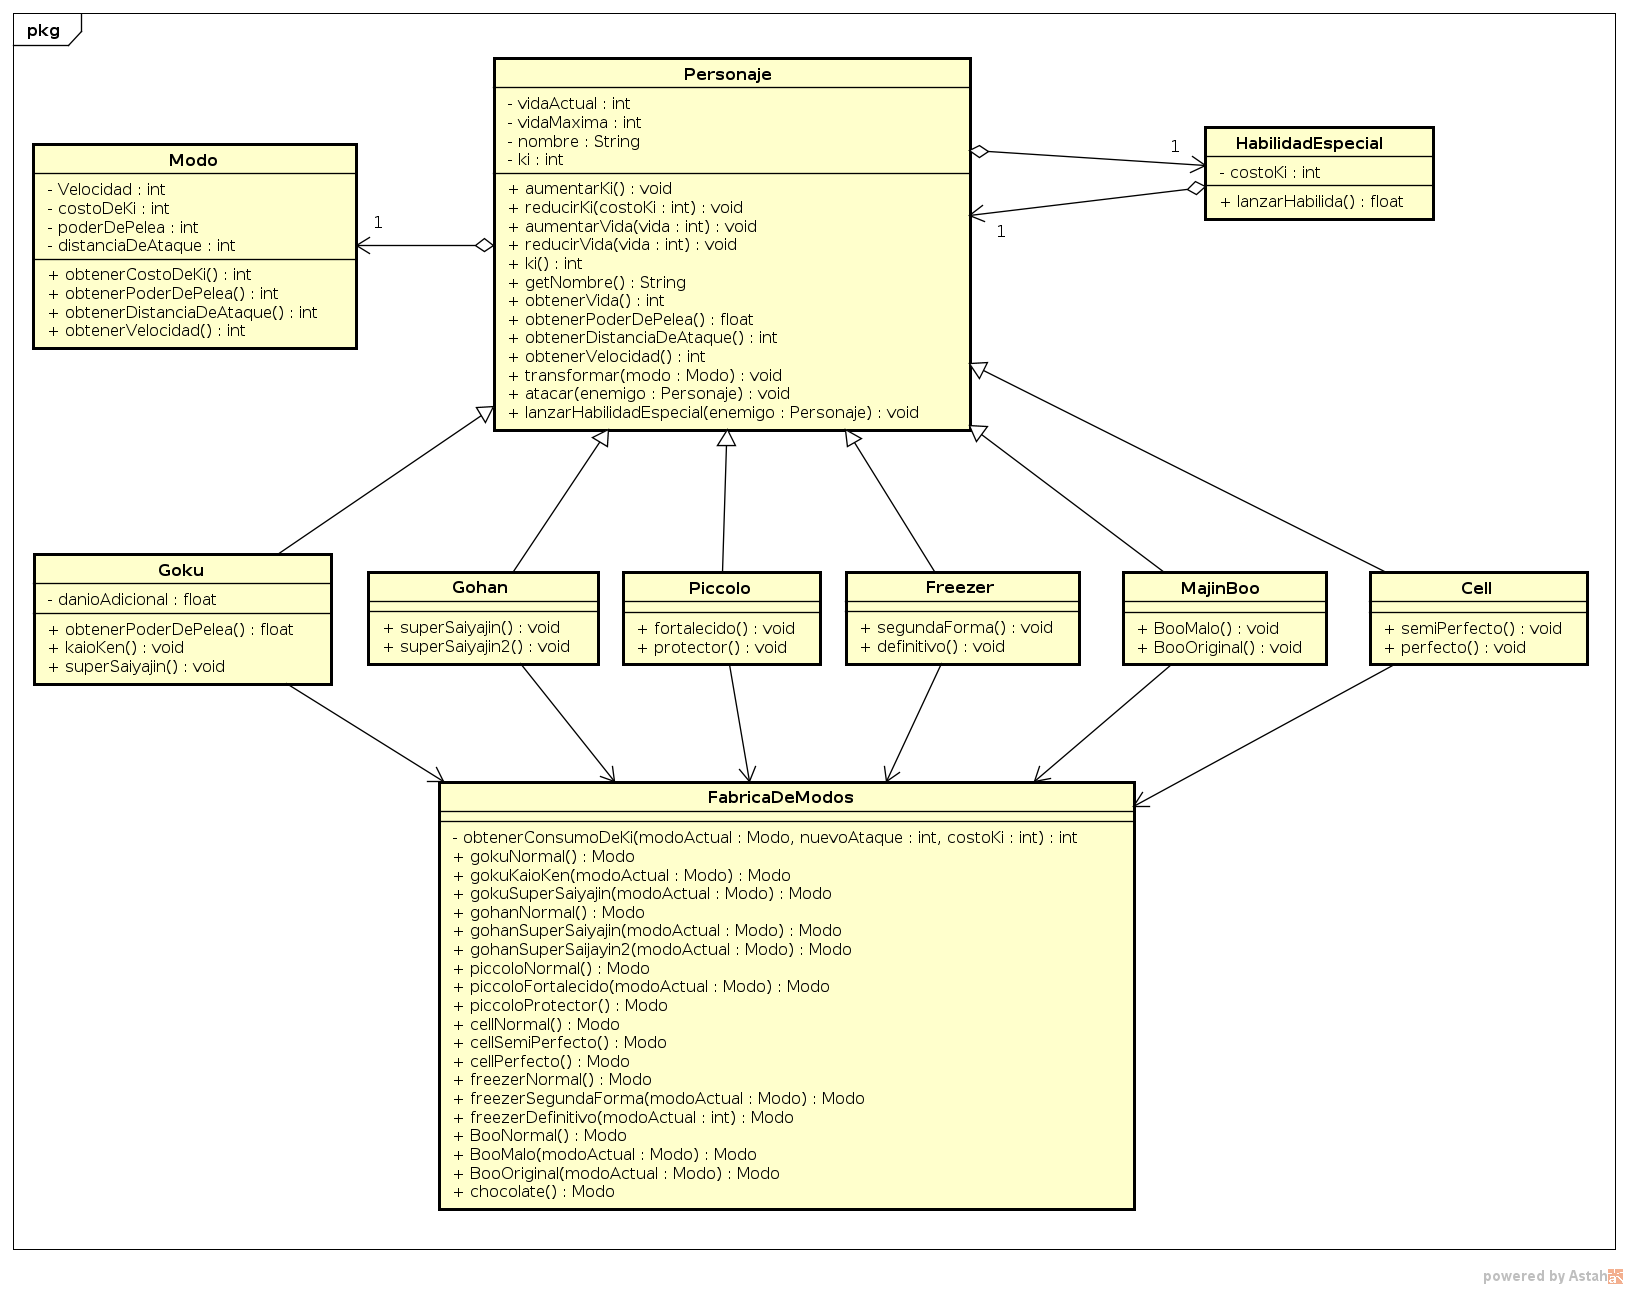 pkg
Personaje
- vidaActual : int
- vidaMaxima : int
- nombre : String
- ki : int
+ aumentarKi() : void
+ reducirKi(costoKi : int) : void
+ aumentarVida(vida : int) : void
+ reducirVida(vida : int) : void
+ ki() : int
+ getNombre() : String
+ obtenerVida() : int
+ obtenerPoderDePelea() : float
+ obtenerDistanciaDeAtaque() : int
+ obtenerVelocidad() : int
+ transformar(modo : Modo) : void
+ atacar(enemigo : Personaje) : void
+ lanzarHabilidadEspecial(enemigo : Personaje) : void
1
HabilidadEspecial
- costoKi : int
+ lanzarHabilida() : float
1
Modo
- Velocidad : int
- costoDeKi : int
- poderDePelea : int
- distanciaDeAtaque : int
+ obtenerCostoDeKi() : int
+ obtenerPoderDePelea() : int
+ obtenerDistanciaDeAtaque() : int
+ obtenerVelocidad() : int
1
Goku
- danioAdicional : float
+ obtenerPoderDePelea() : float
+ kaioKen() : void
+ superSaiyajin() : void
Gohan
+ superSaiyajin() : void
+ superSaiyajin2() : void
Piccolo
+ fortalecido() : void
+ protector() : void
Freezer
+ segundaForma() : void
+ definitivo() : void
MajinBoo
+ BooMalo() : void
+ BooOriginal() : void
Cell
+ semiPerfecto() : void
+ perfecto() : void
FabricaDeModos
- obtenerConsumoDeKi(modoActual : Modo, nuevoAtaque : int, costoKi : int) : int
+ gokuNormal() : Modo
+ gokuKaioKen(modoActual : Modo) : Modo
+ gokuSuperSaiyajin(modoActual : Modo) : Modo
+ gohanNormal() : Modo
+ gohanSuperSaiyajin(modoActual : Modo) : Modo
+ gohanSuperSaijayin2(modoActual : Modo) : Modo
+ piccoloNormal() : Modo
+ piccoloFortalecido(modoActual : Modo) : Modo
+ piccoloProtector() : Modo
+ cellNormal() : Modo
+ cellSemiPerfecto() : Modo
+ cellPerfecto() : Modo
+ freezerNormal() : Modo
+ freezerSegundaForma(modoActual : Modo) : Modo
+ freezerDefinitivo(modoActual : int) : Modo
+ BooNormal() : Modo
+ BooMalo(modoActual : Modo) : Modo
+ BooOriginal(modoActual : Modo) : Modo
+ chocolate() : Modo
powered by Astah